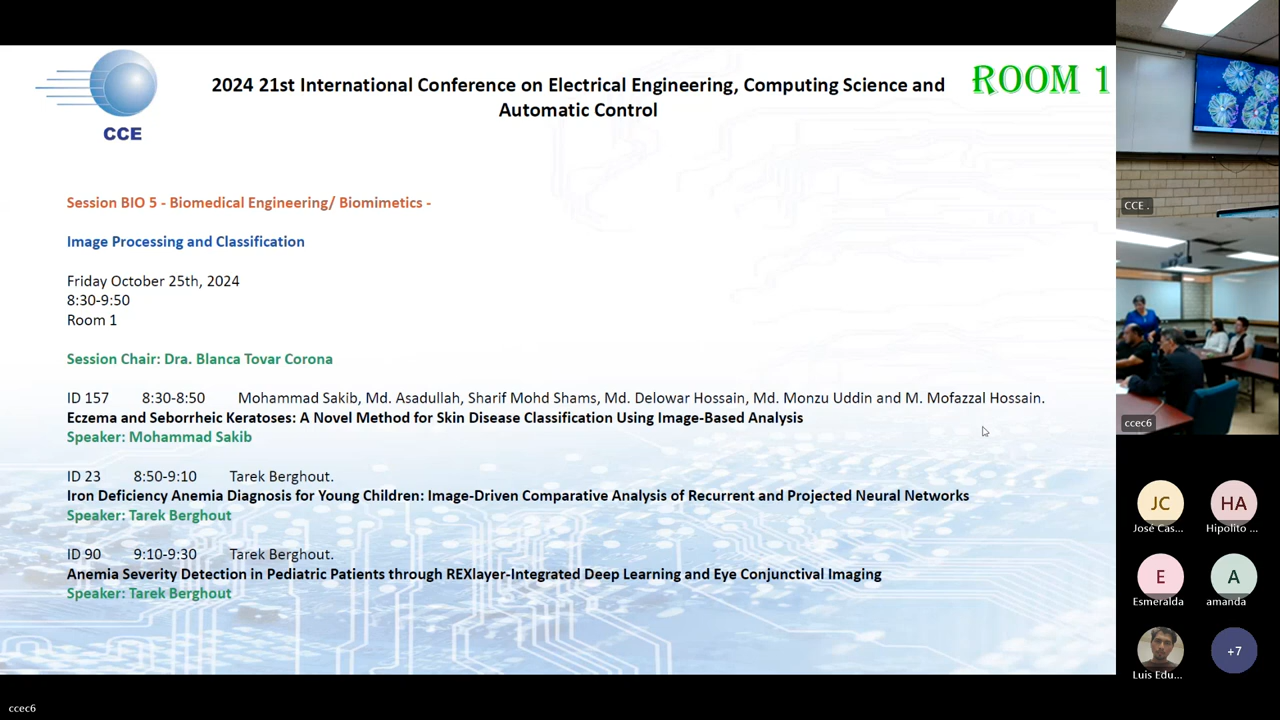 2024 21st International Conference on Electrical Engineering, Computing Science and
Automatic Control
ROOM 1
CCE
Session BIO 5 - Biomedical Engineering/ Biomimetics -
Image Processing and Classification
Friday October 25th, 2024
8:30-9:50
Room 1
Session Chair: Dra. Blanca Tovar Corona
ID 157 8:30-8:50 Mohammad Sakib, Md. Asadullah, Sharif Mohd Shams, Md. Delowar Hossain, Md. Monzu Uddin and M. Mofazzal Hossain.
Eczema and Seborrheic Keratoses: A Novel Method for Skin Disease Classification Using Image-Based Analysis
Speaker: Mohammad Sakib
ID 23 8:50-9:10 Tarek Berghout.
Iron Deficiency Anemia Diagnosis for Young Children: Image-Driven Comparative Analysis of Recurrent and Projected Neural Networks
Speaker: Tarek Berghout
ID 90 9:10-9:30 Tarek Berghout.
Anemia Severity Detection in Pediatric Patients through REXlayer-Integrated Deep Learning and Eye Conjunctival Imaging
Speaker: Tarek Berghout
CCE .
ccec6
JC HA
José Cas... Hipolito ...
E A
Esmeralda amanda
+7
Luis Edu...
ccec6